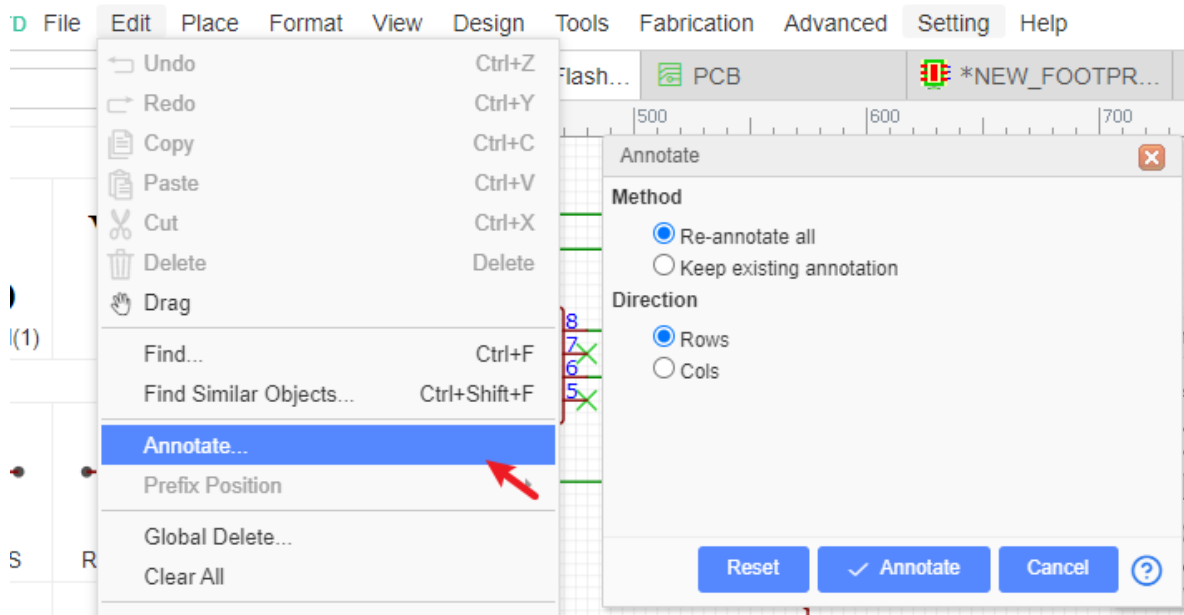 TD File Edit Place Format View Design Tools Fabrication Advanced Setting Help
Flash... PCB *NEW_FOOTPR...
500 600 700
Undo Ctrl+Z
Redo Ctrl+Y
Copy Ctrl+C
Paste Ctrl+V
Cut Ctrl+X
Delete Delete
Drag
Find... Ctrl+F
Find Similar Objects... Ctrl+Shift+F
Annotate...
Prefix Position
Global Delete...
Clear All
(1)
S R
8
7
6
5
Annotate
Method
Re-annotate all
Keep existing annotation
Direction
Rows
Cols
Reset Annotate Cancel ?